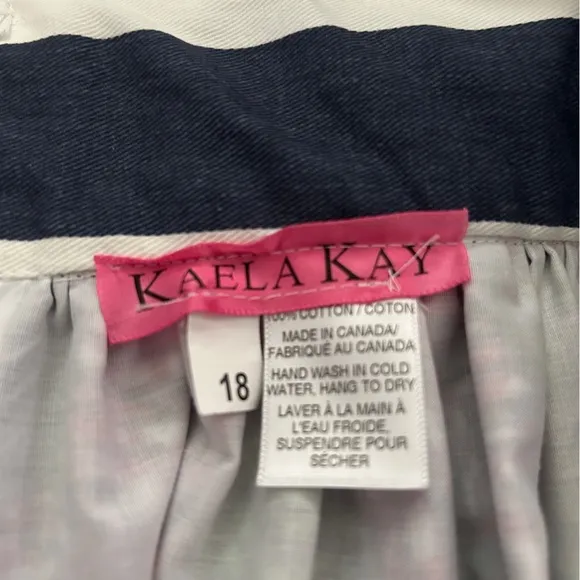 KAELA KAY
18
100% COTTON / COTON
MADE IN CANADA/
FABRIQUÉ AU CANADA
HAND WASH IN COLD
WATER, HANG TO DRY
LAVER À LA MAIN À
L'EAU FROIDE,
SUSPENDRE POUR
SÉCHER